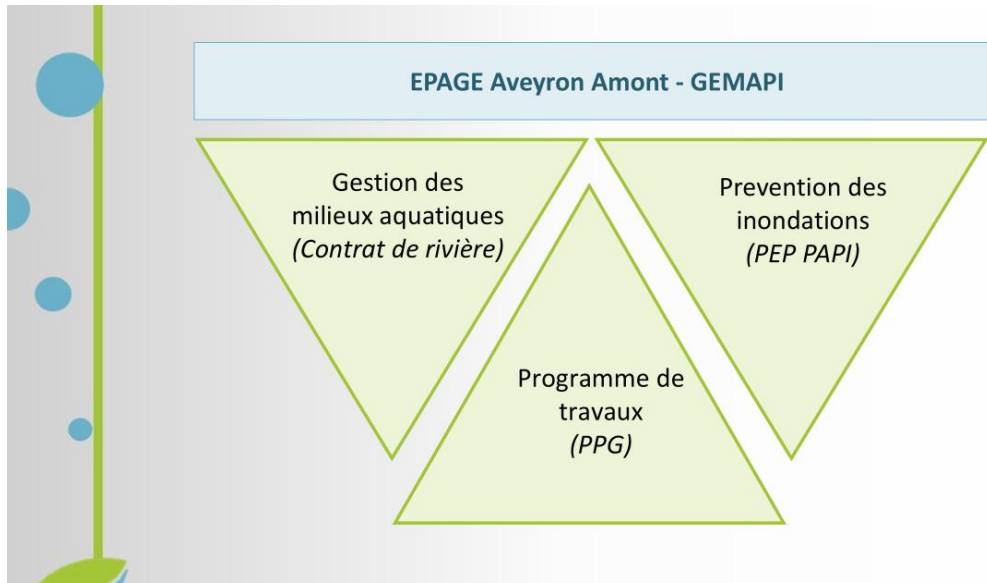 EPAGE Aveyron Amont - GEMAPI
Gestion des
milieux aquatiques
(Contrat de rivière)
Prevention des
inondations
(PEP PAPI)
Programme de
travaux
(PPG)